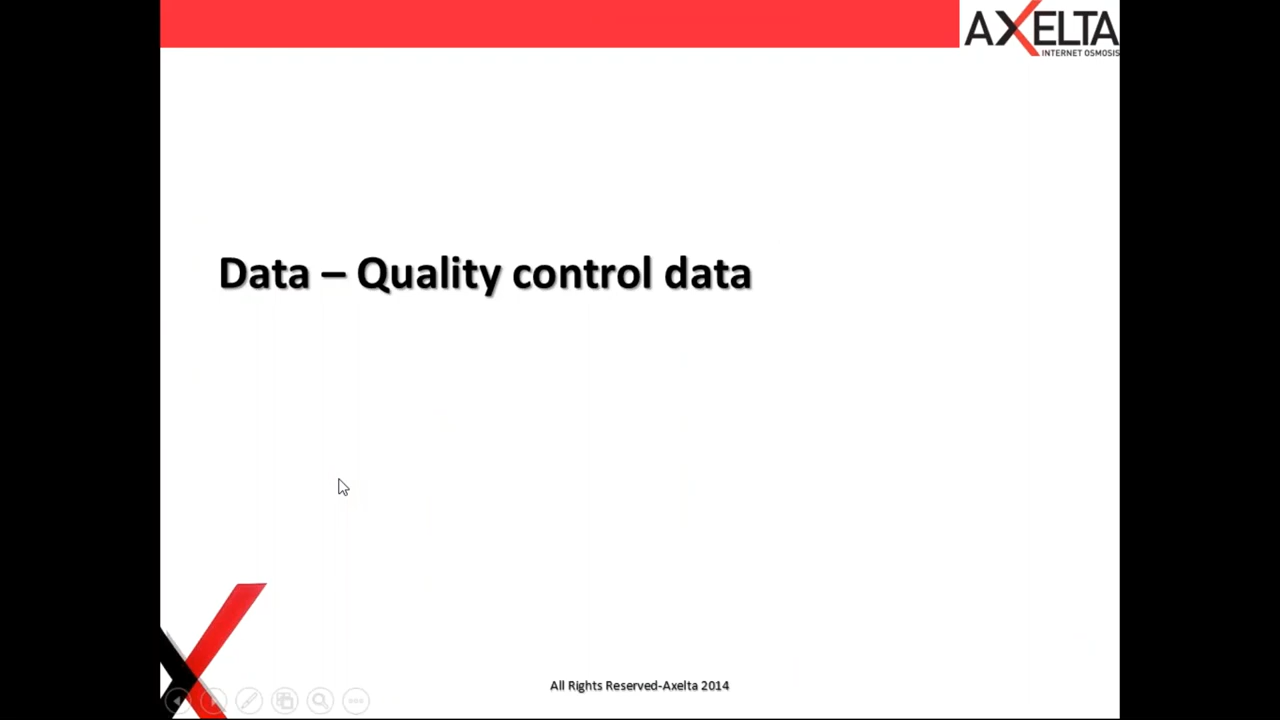 AXELTA
INTERNET OSMOSIS
Data – Quality control data
All Rights Reserved-Axelta 2014